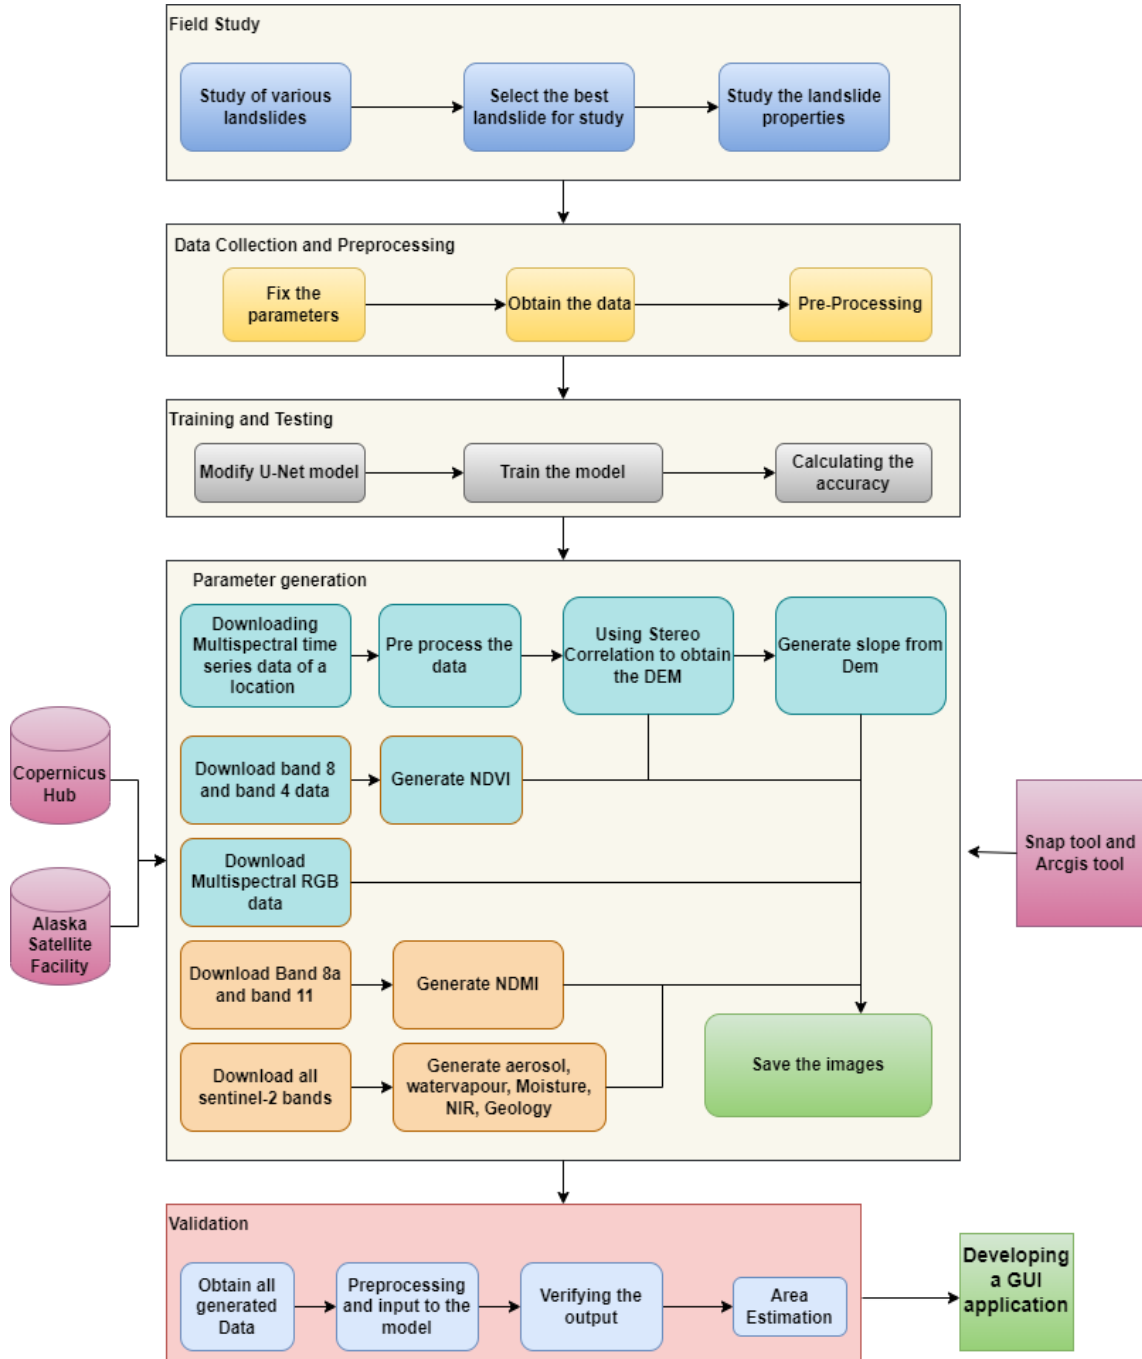 Field Study
Study of various
landslides
Select the best
landslide for study
Study the landslide
properties
Data Collection and Preprocessing
Fix the
parameters
Obtain the data
Pre-Processing
Training and Testing
Modify U-Net model
Train the model
Calculating the
accuracy
Parameter generation
Downloading
Multispectral time
series data of a
location
Pre process the
data
Using Stereo
Correlation to obtain
the DEM
Generate slope from
Dem
Copernicus
Hub
Download band 8
and band 4 data
Generate NDVI
Snap tool and
Arcgis tool
Download
Multispectral RGB
data
Alaska
Satellite
Facility
Download Band 8a
and band 11
Generate NDMI
Download all
sentinel-2 bands
Generate aerosol,
watervapour, Moisture,
NIR, Geology
Save the images
Validation
Obtain all
generated
Data
Preprocessing
and input to the
model
Verifying the
output
Area
Estimation
Developing
a GUI
application